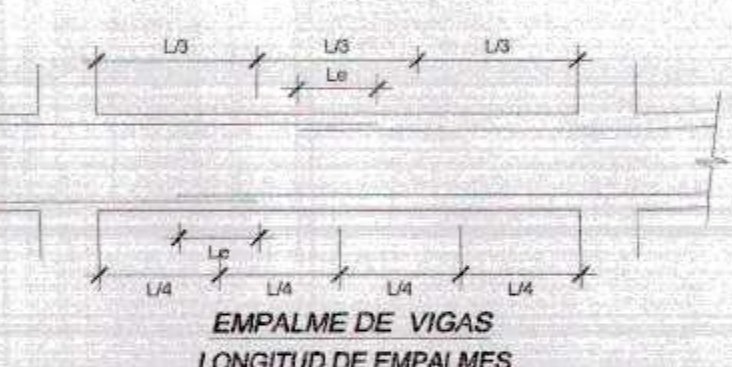 L/3 L/3 L/3
Le
Le
L/4 L/4 L/4 L/4
EMPALME DE VIGAS
LONGITUD DE EMPALMES